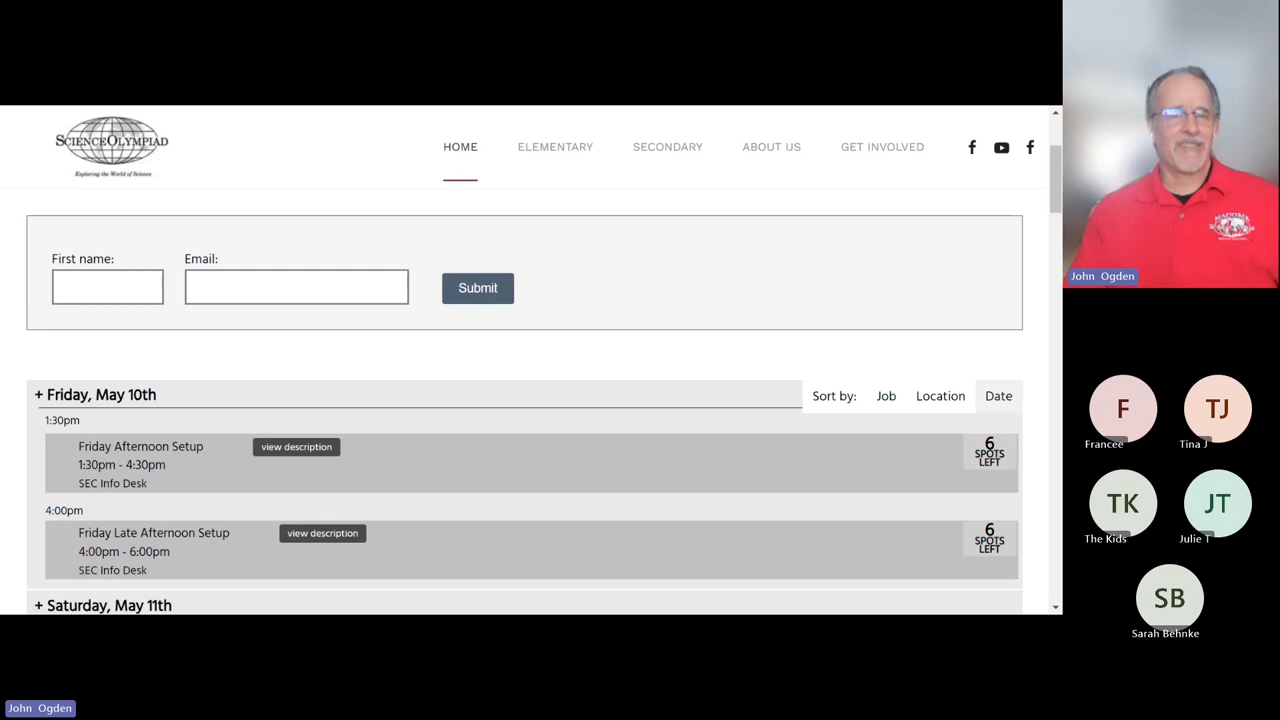 SCIENCEOLYMPIAD
Exploring the World of Science
HOME ELEMENTARY SECONDARY ABOUT US GET INVOLVED
First name: Email:
Submit
+ Friday, May 10th
Sort by: Job Location Date
1:30pm
Friday Afternoon Setup view description
1:30pm - 4:30pm
SEC Info Desk
6
SPOTS
LEFT
4:00pm
Friday Late Afternoon Setup view description
4:00pm - 6:00pm
SEC Info Desk
6
SPOTS
LEFT
+ Saturday, May 11th
John Ogden
F
Francee
TJ
Tina J
TK
The Kids
JT
Julie T
SB
Sarah Behnke
John Ogden